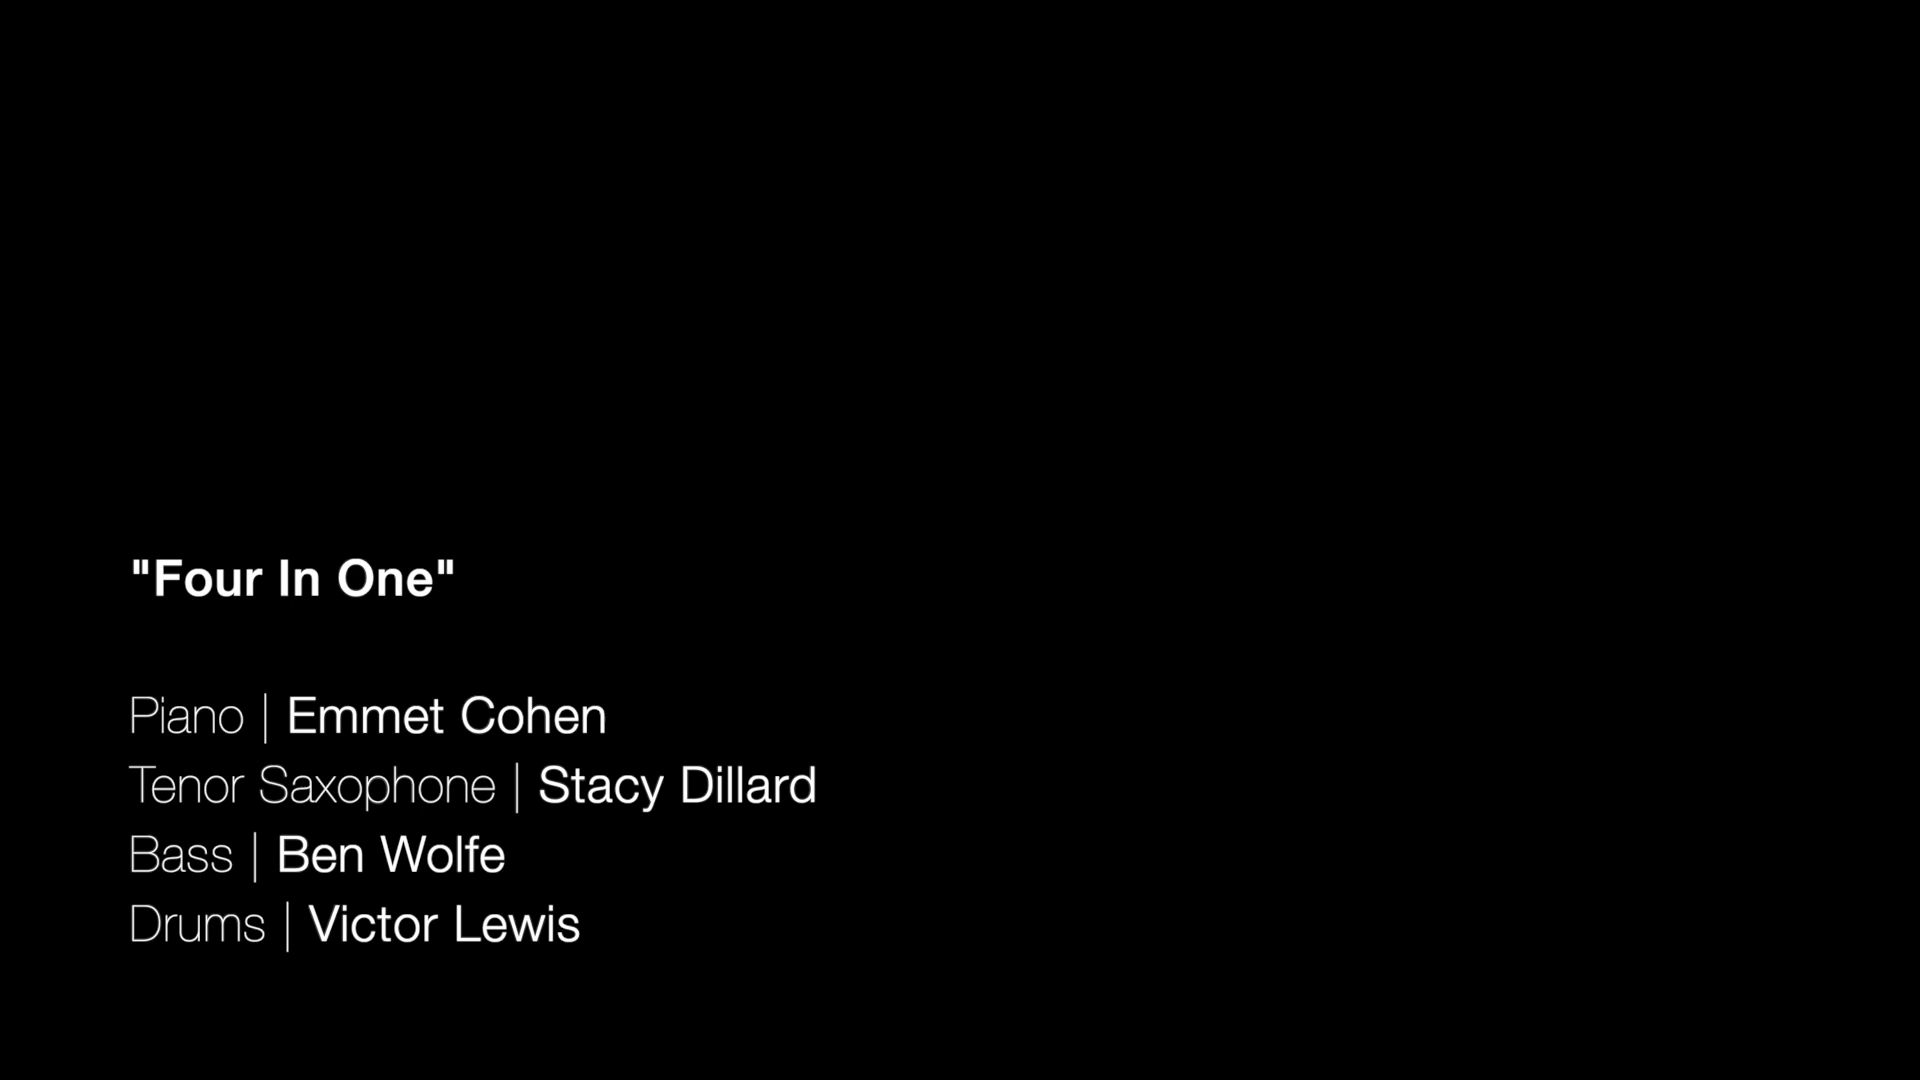 "Four In One"
Piano | Emmet Cohen
Tenor Saxophone | Stacy Dillard
Bass | Ben Wolfe
Drums | Victor Lewis